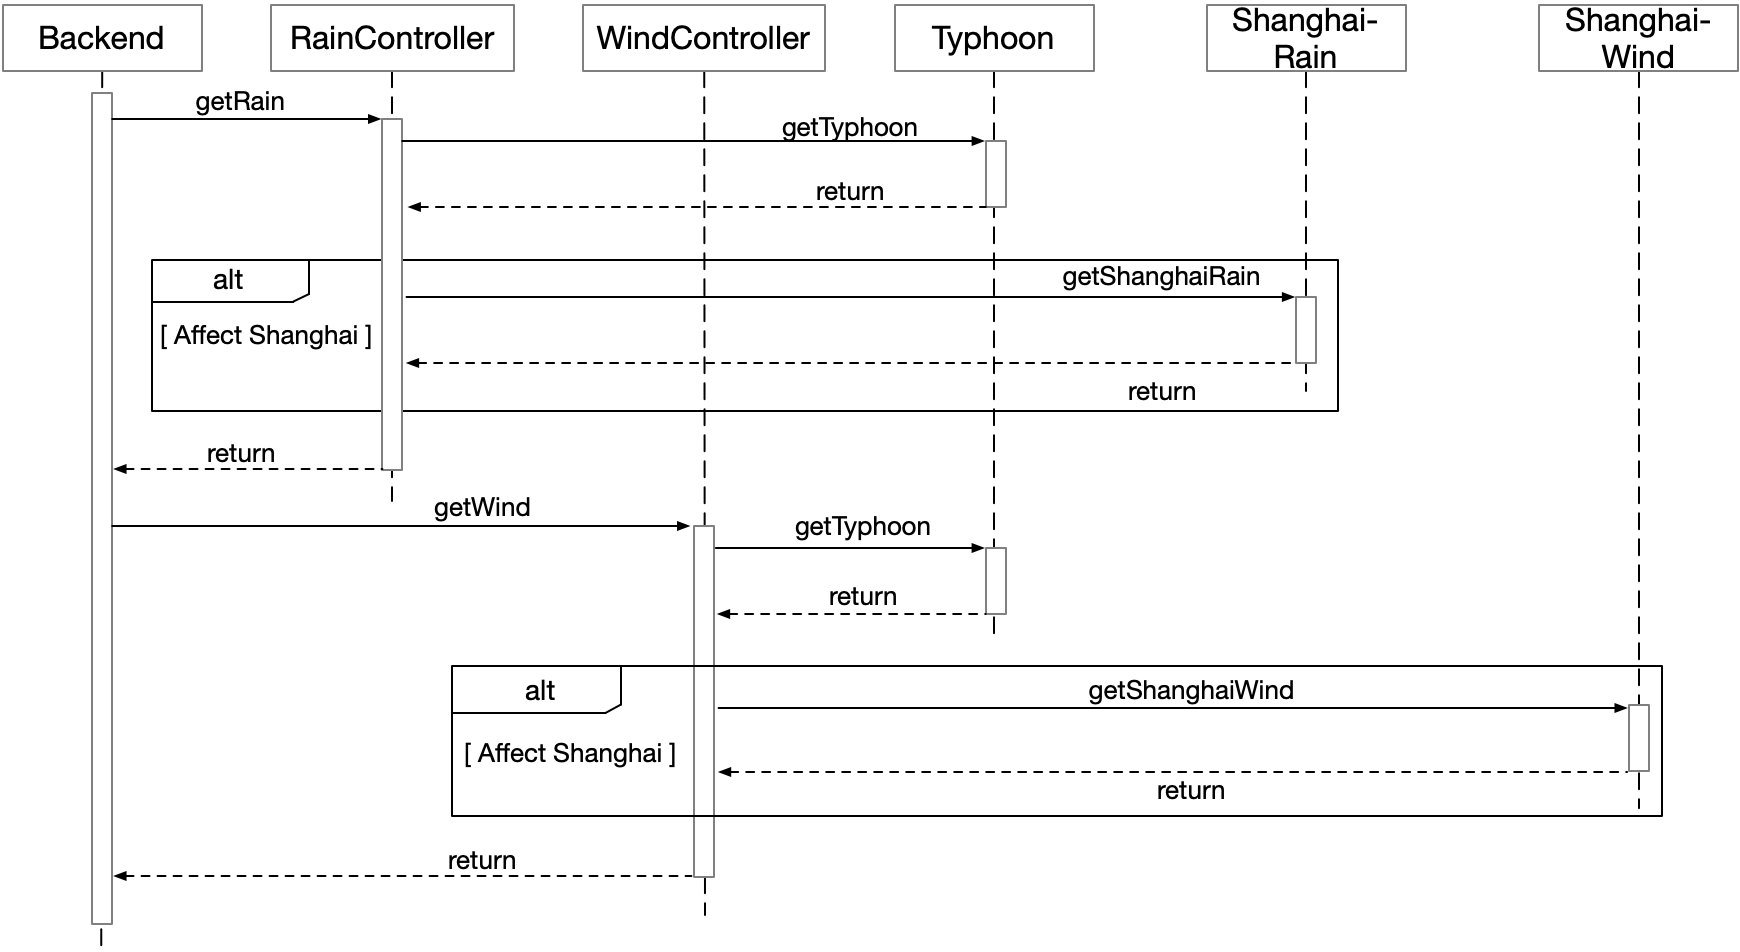 Backend
RainController
WindController
Typhoon
Shanghai-
Rain
Shanghai-
Wind
getRain
getTyphoon
return
alt
getShanghaiRain
[ Affect Shanghai ]
return
return
getWind
getTyphoon
return
alt
getShanghaiWind
[ Affect Shanghai ]
return
return